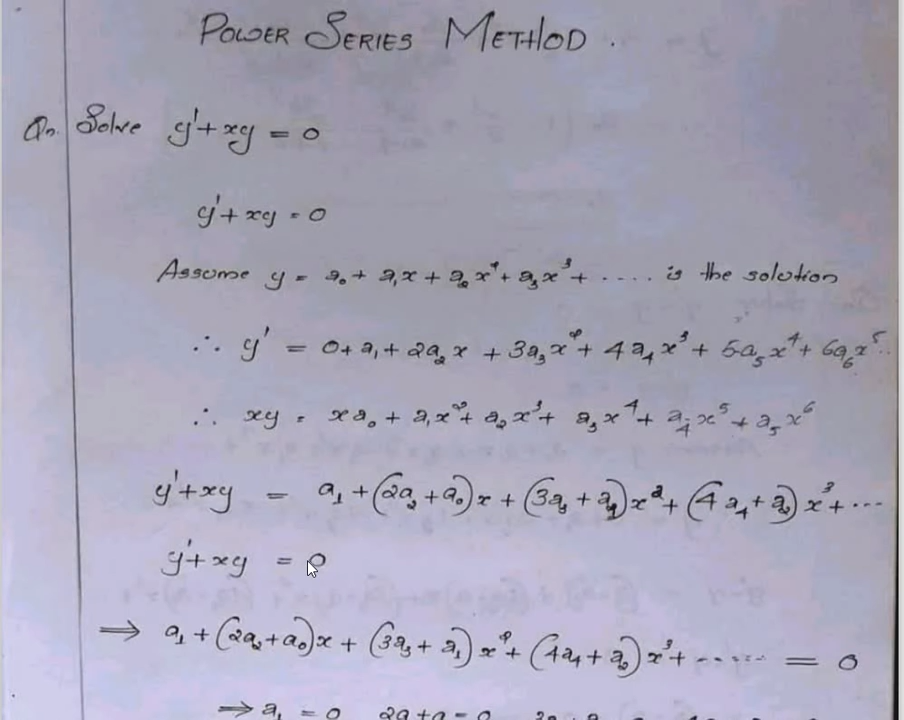 POWER SERIES METHOD.
Qn. Solve y' + xy = 0
y' + xy = 0
Assume y = a₀ + a₁x + a₂x² + a₃x³ + .... is the solution
∴ y' = 0 + a₁ + 2a₂x + 3a₃x² + 4a₄x³ + 5a₅x⁴ + 6a₆x⁵..
∴ xy = xa₀ + a₁x² + a₂x³ + a₃x⁴ + a₄x⁵ + a₅x⁶
y' + xy = a₁ + (2a₂ + a₀)x + (3a₃ + a₁)x² + (4a₄ + a₂)x³ + ...
y' + xy = 0
⟹ a₁ + (2a₂ + a₀)x + (3a₃ + a₁)x² + (4a₄ + a₂)x³ + ...... = 0
⟹ a₁ = 0